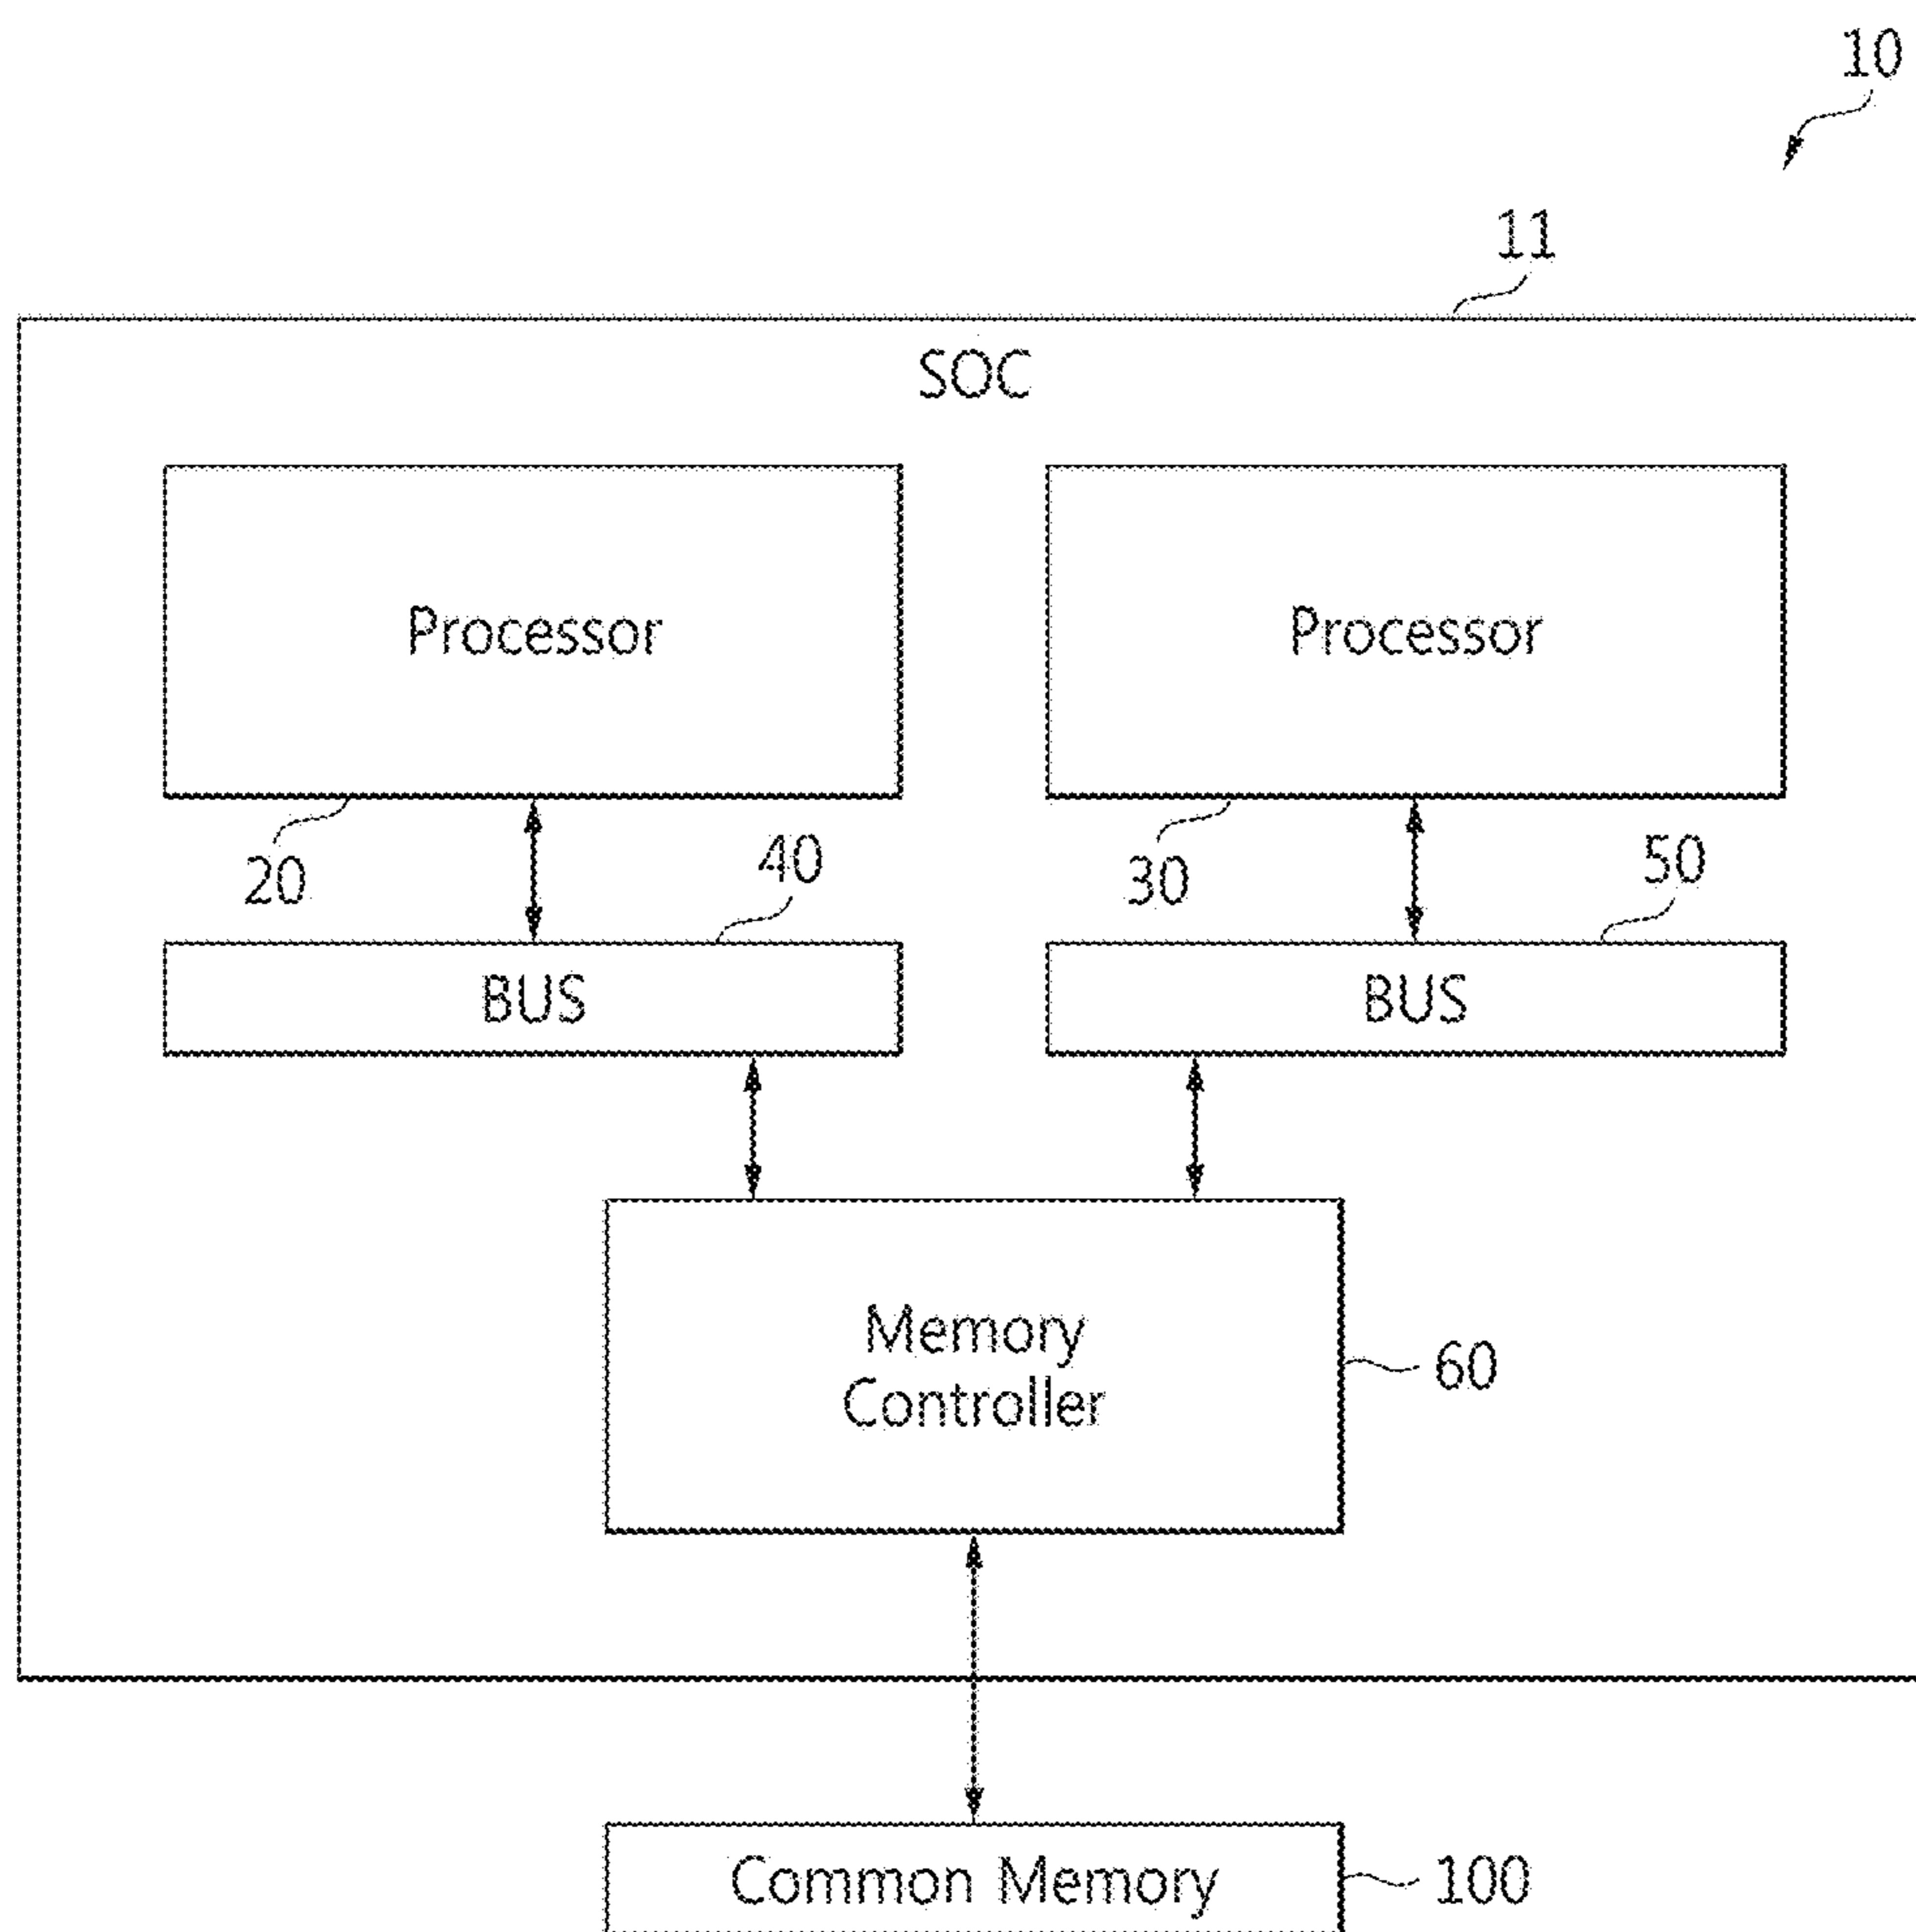 10
11
SOC
Processor
Processor
20
40
30
50
BUS
BUS
Memory
Controller
60
Common Memory
100